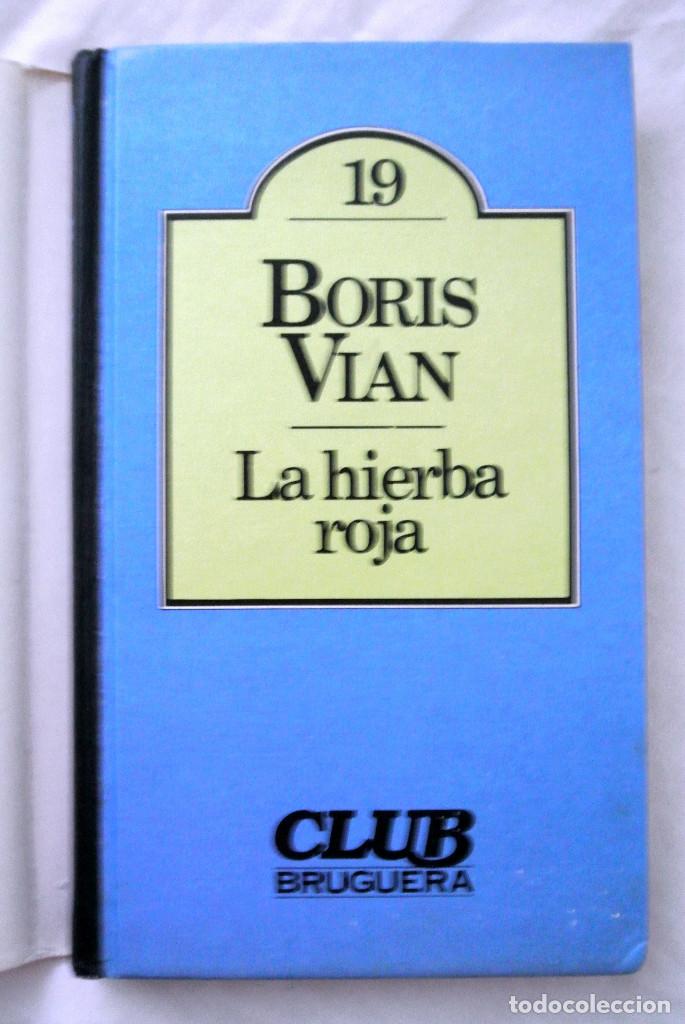 19
BORIS
VIAN
La hierba
roja
CLUB
BRUGUERA
todocoleccion